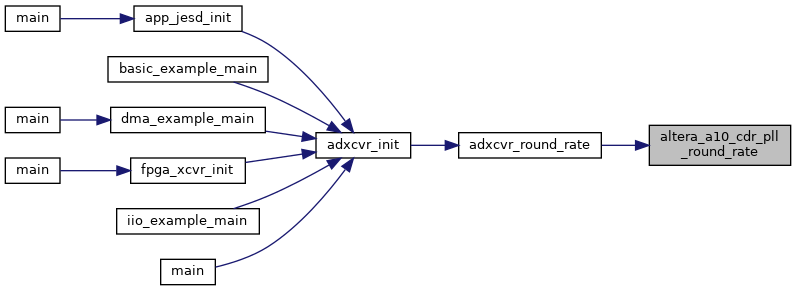 main
app_jesd_init
basic_example_main
main
dma_example_main
main
fpga_xcvr_init
iio_example_main
main
adxcvr_init
adxcvr_round_rate
altera_a10_cdr_pll
_round_rate